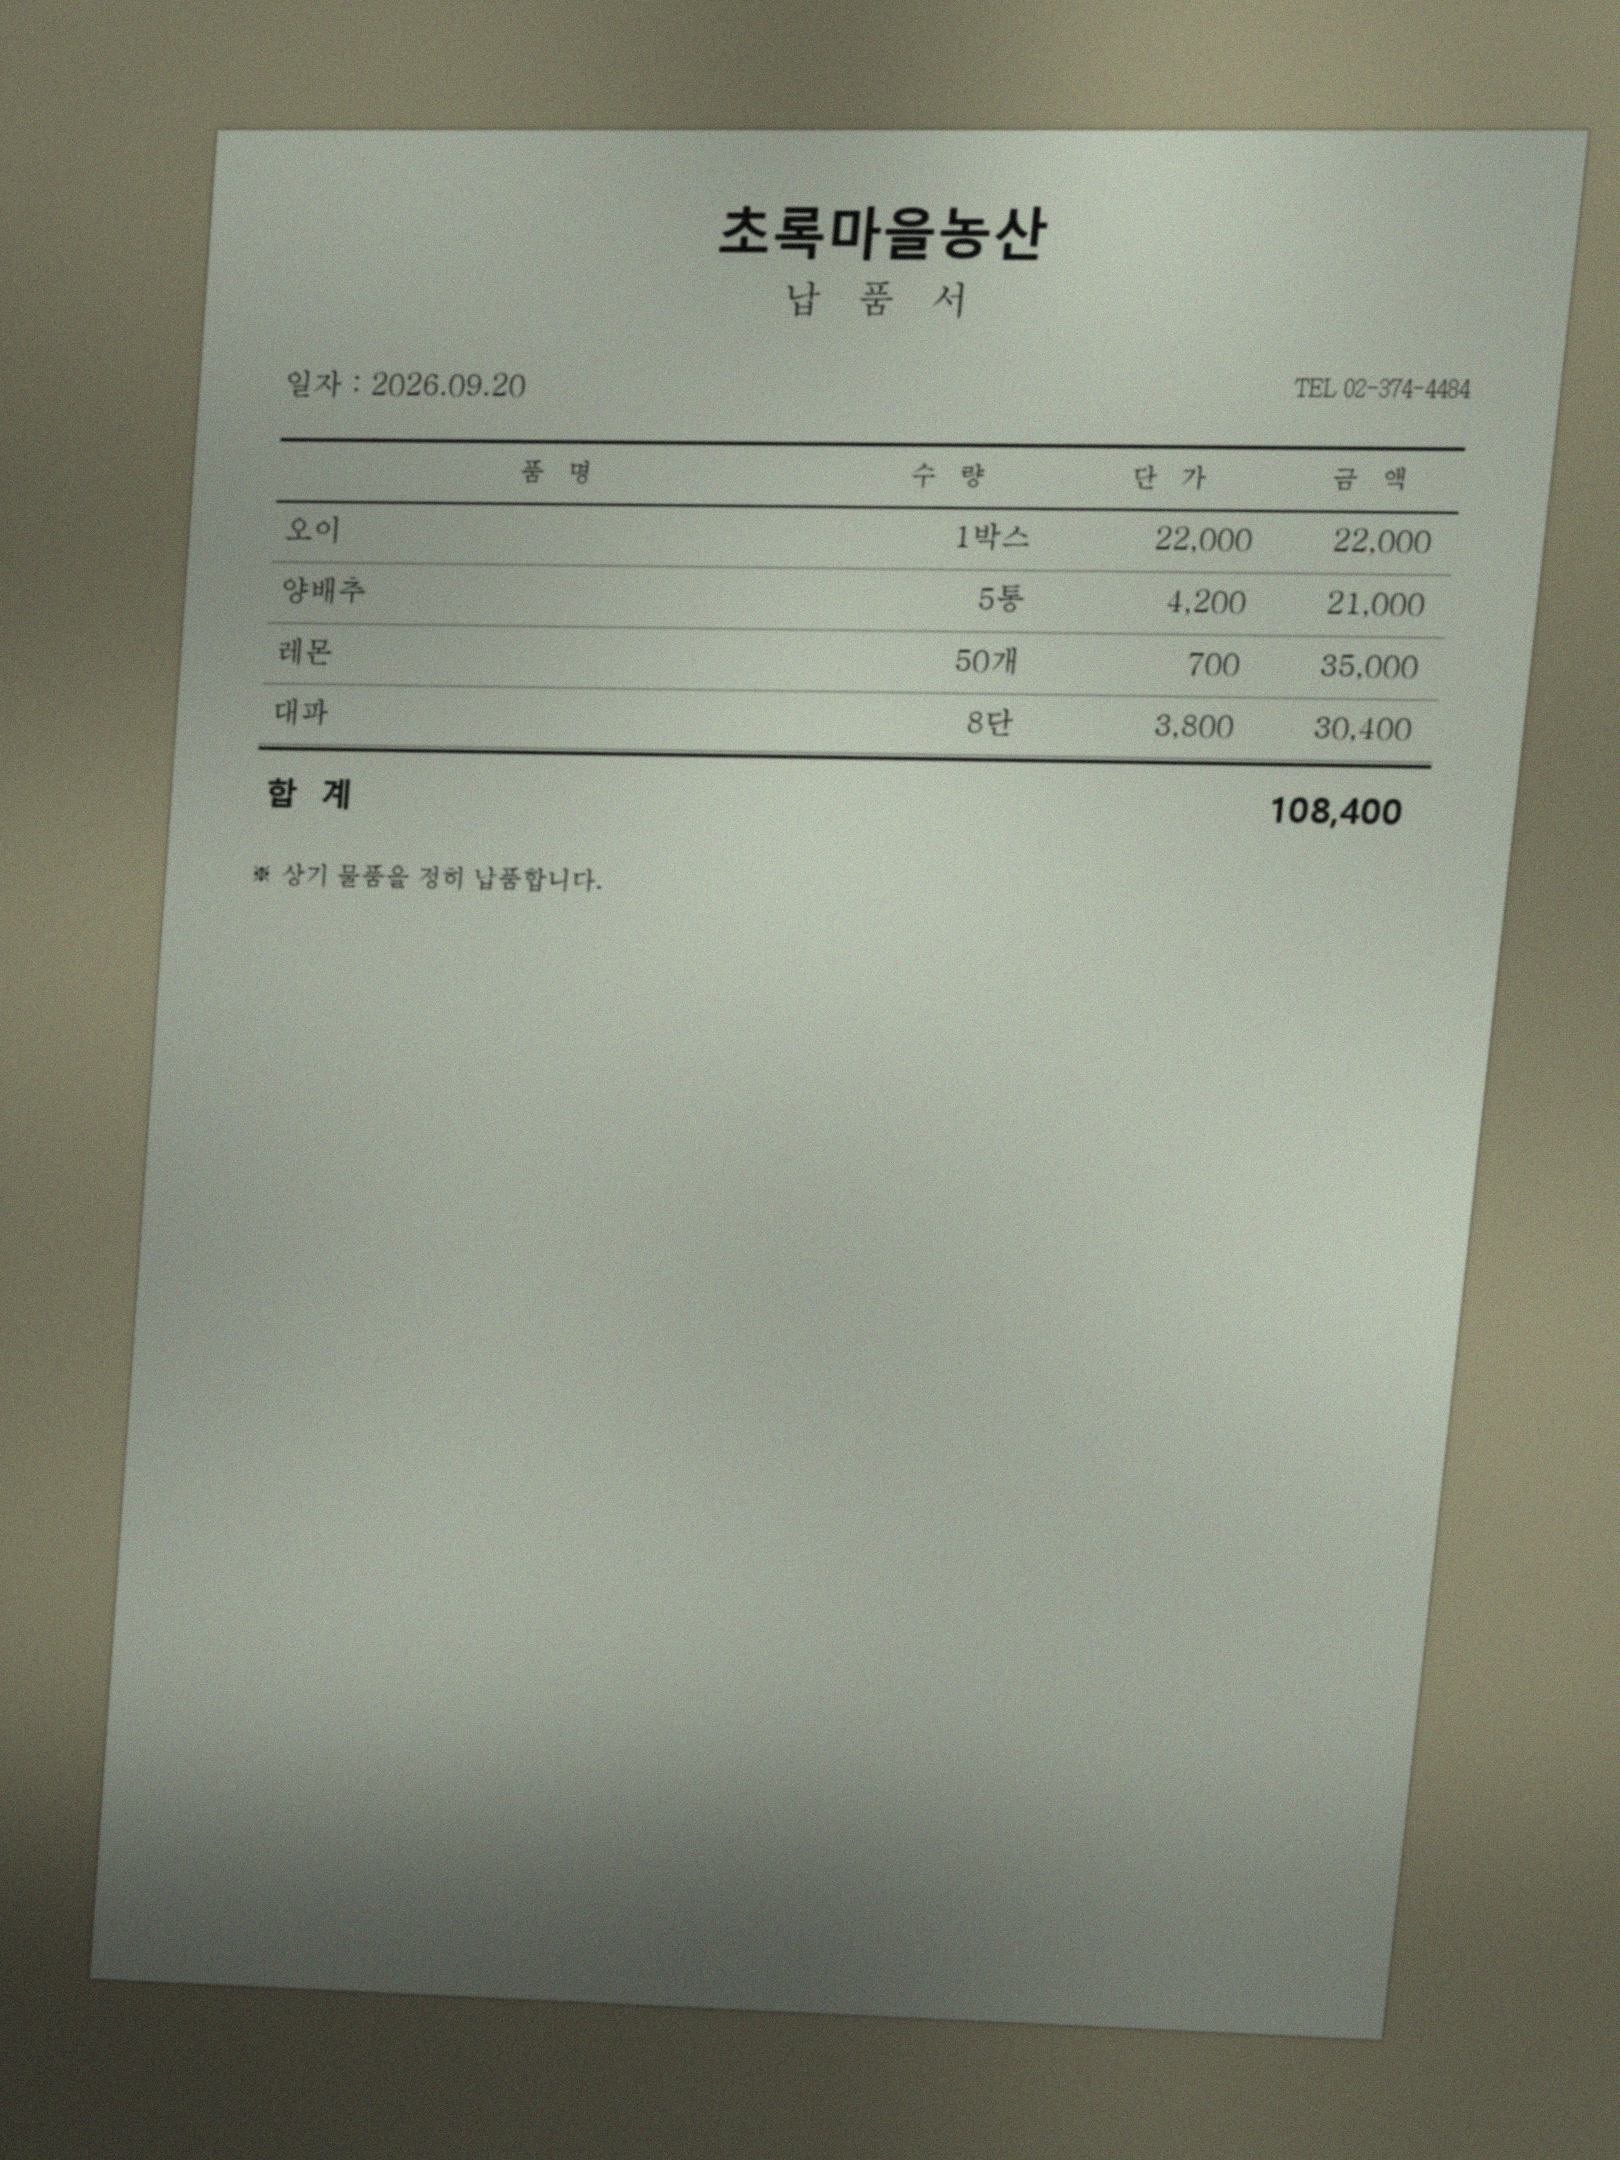 초록마을농산
납 품 서
일자 : 2026.09.20 TEL 02-374-4484
품 명 수 량 단 가 금 액
오이 1박스 22,000 22,000
양배추 5통 4,200 21,000
레몬 50개 700 35,000
대파 8단 3,800 30,400
합 계 108,400
※ 상기 물품을 정히 납품합니다.